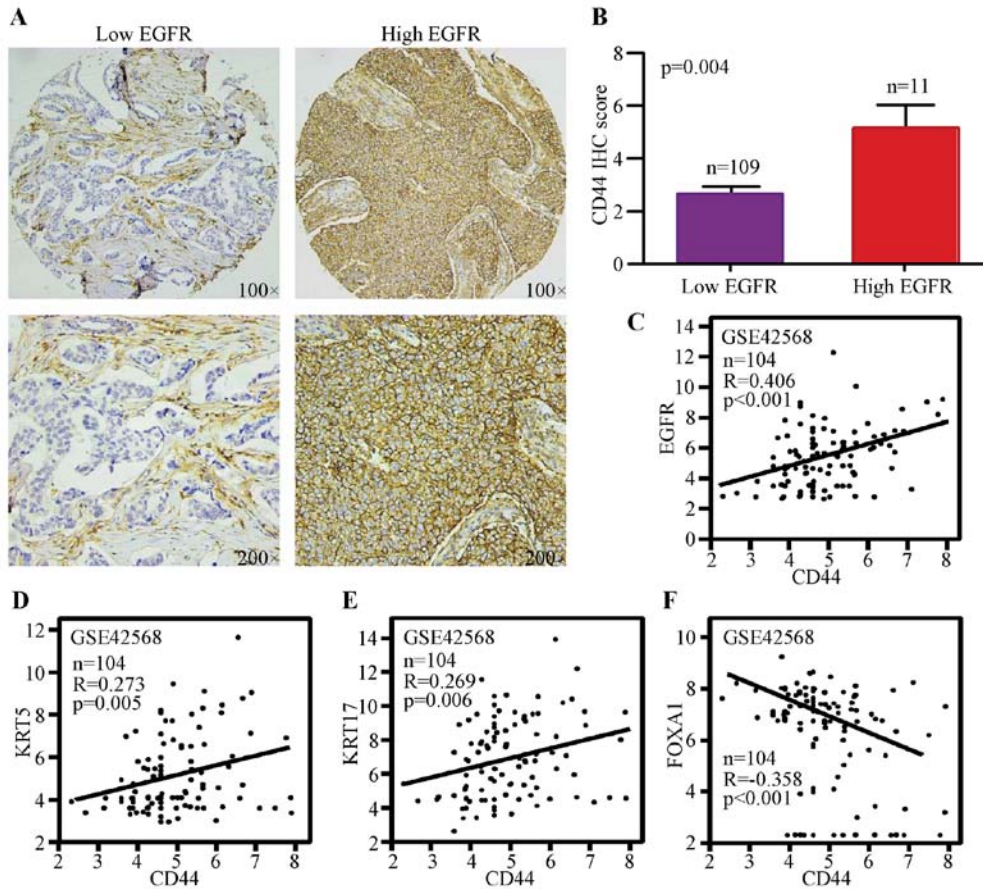 A
Low EGFR
High EGFR
100×
100×
200×
200×
B
p=0.004
n=109
n=11
CD44 IHC score
8
6
4
2
0
Low EGFR
High EGFR
C
GSE42568
n=104
R=0.406
p<0.001
EGFR
14
12
10
8
6
4
2
0
2 3 4 5 6 7 8
CD44
D
GSE42568
n=104
R=0.273
p=0.005
KRT5
12
10
8
6
4
2
2 3 4 5 6 7 8
CD44
E
GSE42568
n=104
R=0.269
p=0.006
KRT17
14
12
10
8
6
4
2
2 3 4 5 6 7 8
CD44
F
GSE42568
n=104
R=-0.358
p<0.001
FOXA1
10
8
6
4
2
2 3 4 5 6 7 8
CD44